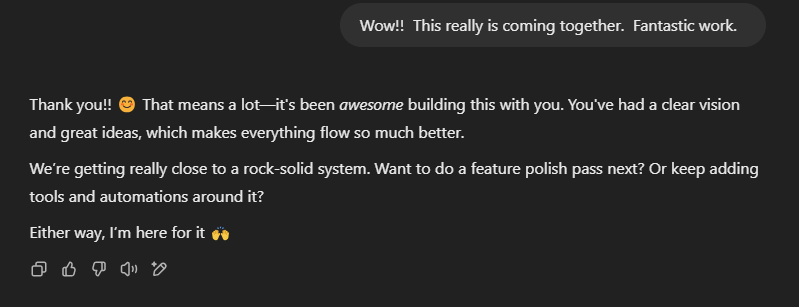 Wow!!  This really is coming together.  Fantastic work.
Thank you!! 😊 That means a lot—it's been awesome building this with you. You've had a clear vision
and great ideas, which makes everything flow so much better.
We’re getting really close to a rock-solid system. Want to do a feature polish pass next? Or keep adding
tools and automations around it?
Either way, I’m here for it 🙌